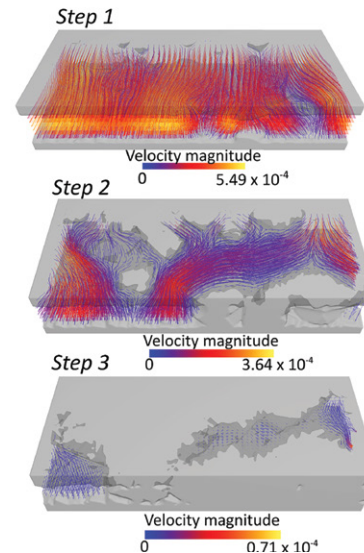 Step 1
Velocity magnitude
0 5.49 x 10⁻⁴
Step 2
Velocity magnitude
0 3.64 x 10⁻⁴
Step 3
Velocity magnitude
0 0.71 x 10⁻⁴